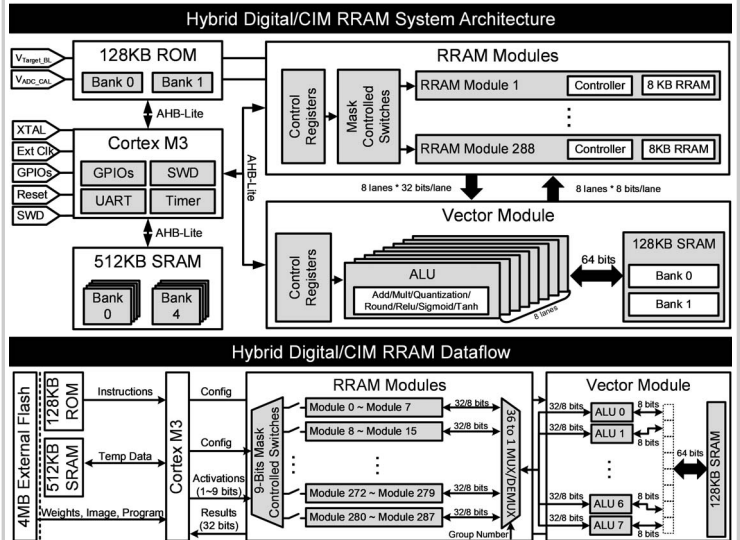 Hybrid Digital/CIM RRAM System Architecture
V_Target_BL
V_ADC_CAL
128KB ROM
Bank 0
Bank 1
AHB-Lite
XTAL
Ext Clk
GPIOs
Reset
SWD
Cortex M3
GPIOs
SWD
UART
Timer
AHB-Lite
512KB SRAM
Bank
0
Bank
4
AHB-Lite
RRAM Modules
Control
Registers
Mask
Controlled
Switches
RRAM Module 1
Controller
8 KB RRAM
RRAM Module 288
Controller
8KB RRAM
8 lanes * 32 bits/lane
8 lanes * 8 bits/lane
Vector Module
Control
Registers
ALU
Add/Mult/Quantization/
Round/Relu/Sigmoid/Tanh
8 lanes
64 bits
128KB SRAM
Bank 0
Bank 1
Hybrid Digital/CIM RRAM Dataflow
4MB External Flash
128KB
ROM
512KB
SRAM
Instructions
Temp Data
Weights, Image, Program
Cortex M3
Config
Config
Activations
(1~9 bits)
Results
(32 bits)
RRAM Modules
9-Bits Mask
Controlled Switches
Module 0 ~ Module 7
Module 8 ~ Module 15
Module 272 ~ Module 279
Module 280 ~ Module 287
32/8 bits
32/8 bits
32/8 bits
32/8 bits
36 to 1 MUX/DEMUX
Group Number
Vector Module
32/8 bits
ALU 0
8 bits
32/8 bits
ALU 1
8 bits
32/8 bits
ALU 6
8 bits
32/8 bits
ALU 7
8 bits
64 bits
128KB SRAM